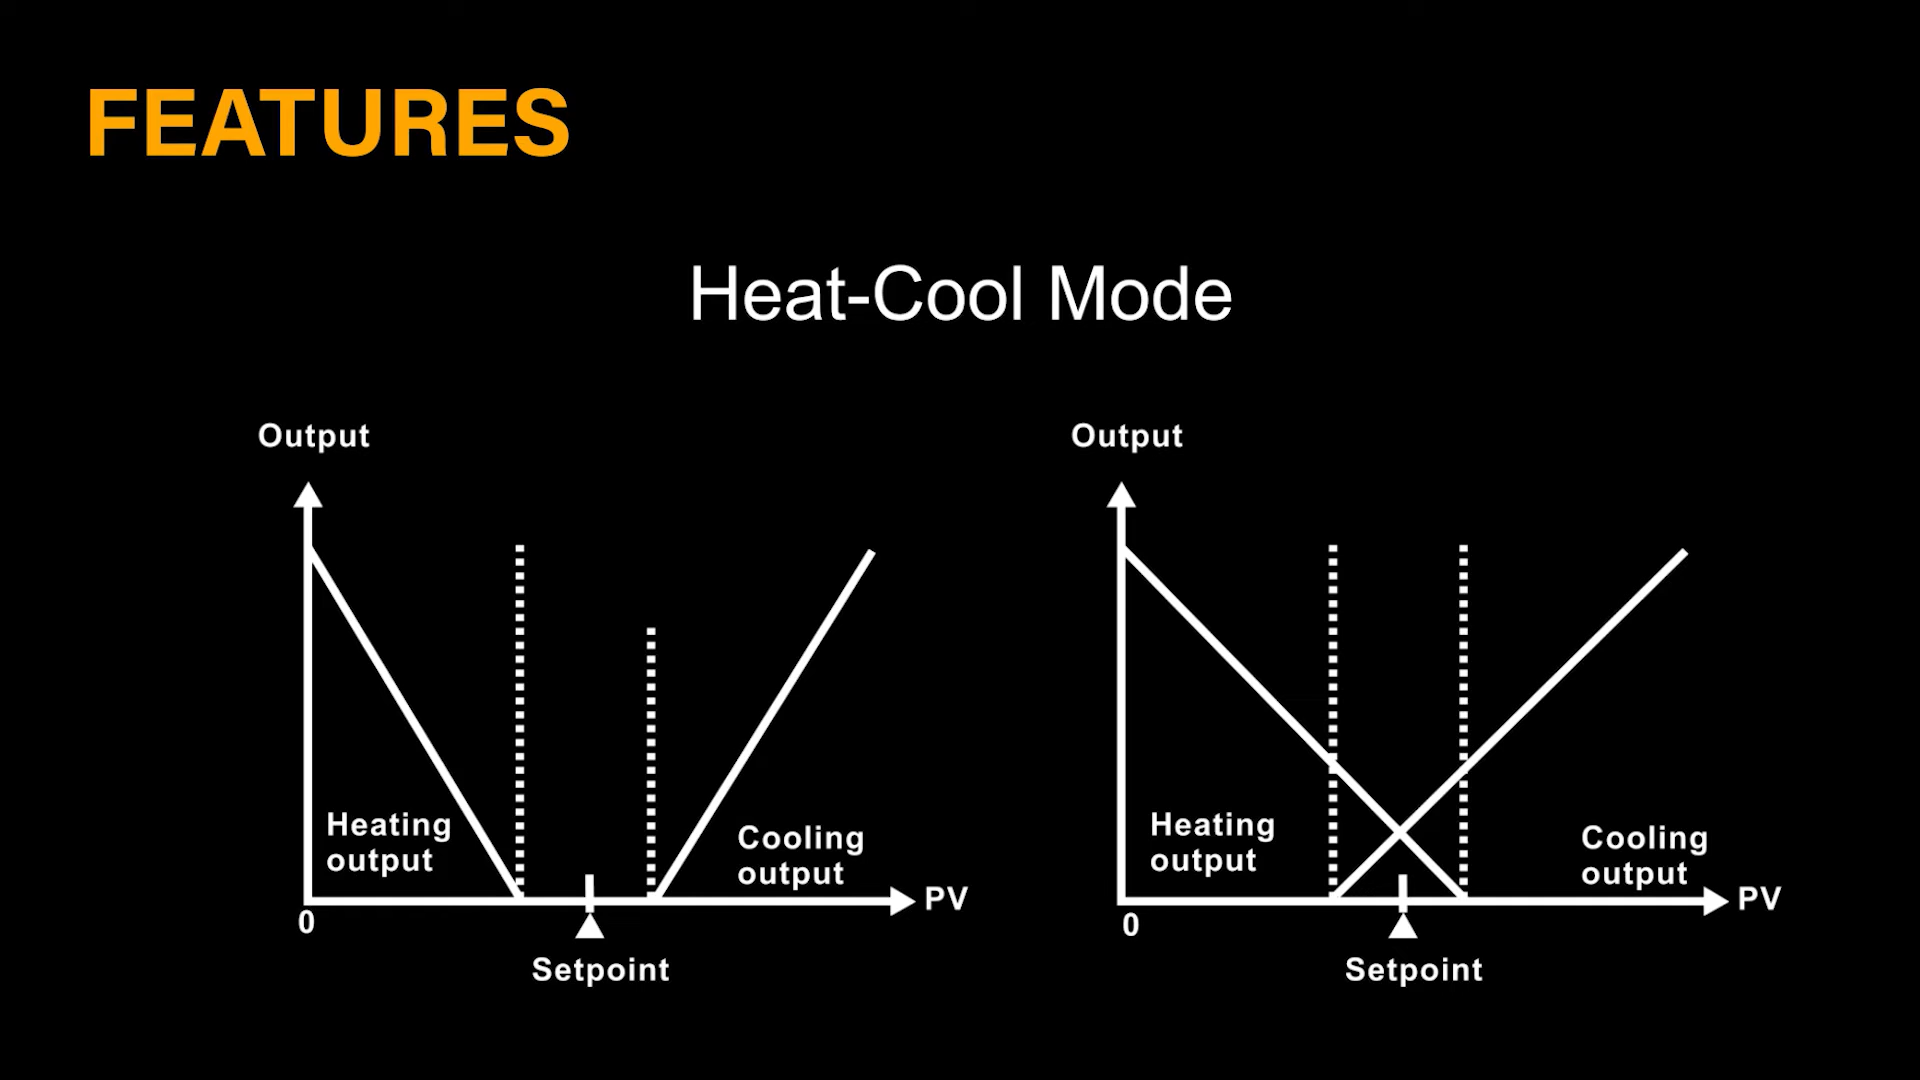 FEATURES
Heat-Cool Mode
Output
Heating
output
Cooling
output
PV
0
Setpoint
Output
Heating
output
Cooling
output
PV
0
Setpoint